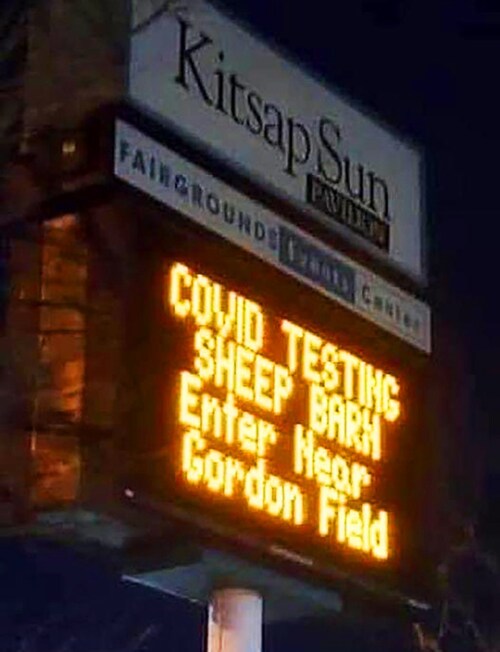 Kitsap Sun
PAVILION
FAIRGROUNDS Events Center
COVID TESTING
SHEEP BARN
Enter Near
Gordon Field